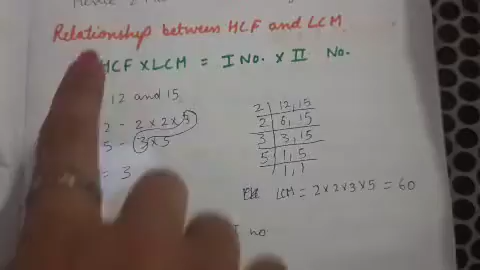 Relationship between HCF and LCM
HCF x LCM = I No. x II No.
12 and 15
2 - 2 x 2 x 3
5 - 3 x 5
= 3
2 | 12, 15
2 | 6, 15
3 | 3, 15
5 | 1, 5
1, 1
LCM = 2 x 2 x 3 x 5 = 60
no.